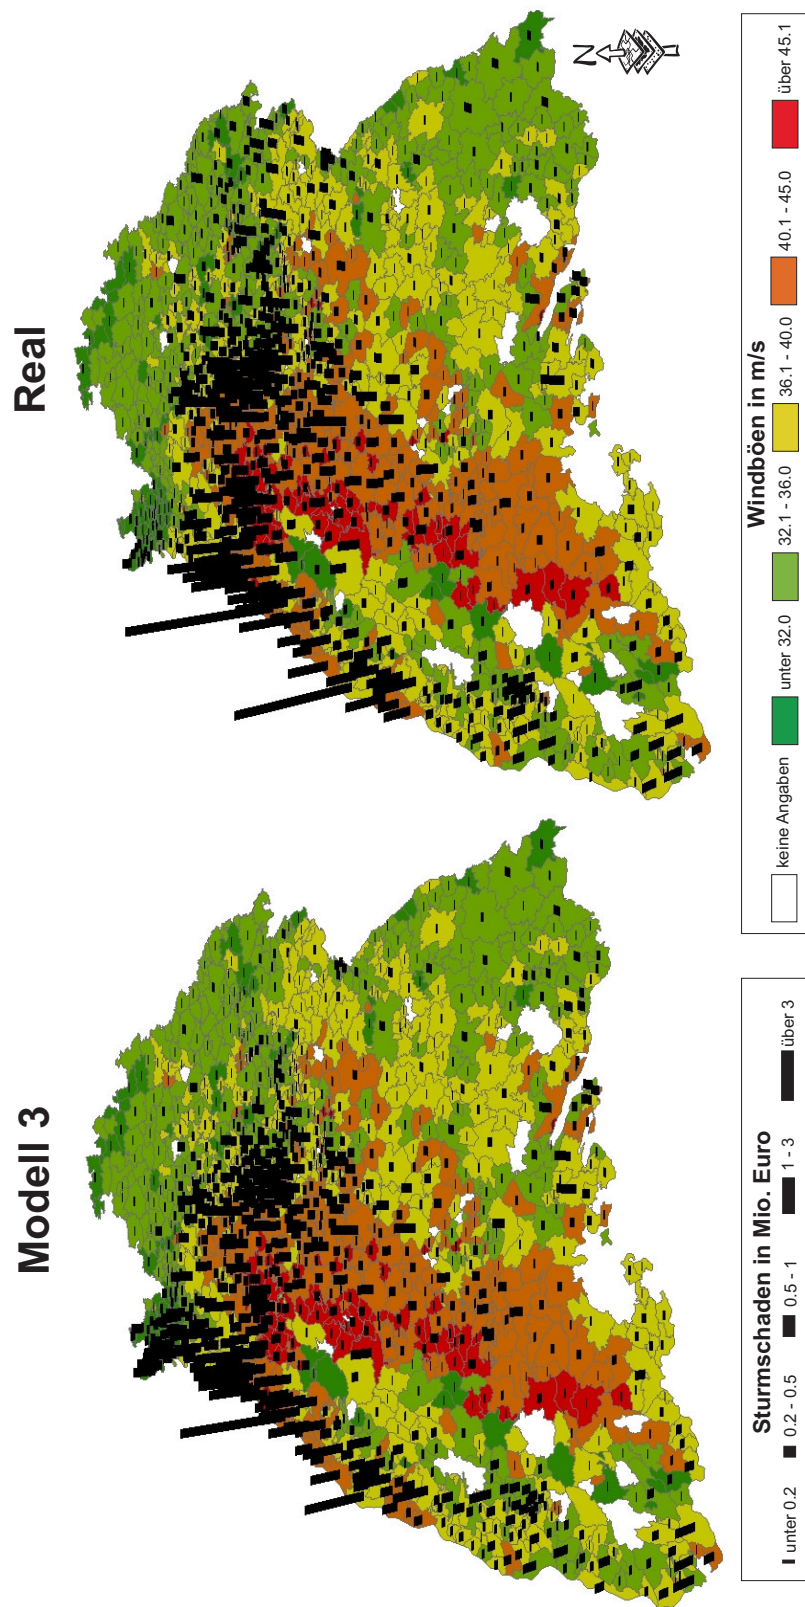 Modell 3
Real
N
Sturmschaden in Mio. Euro
unter 0.2
0.2 - 0.5
0.5 - 1
1 - 3
über 3
Windböen in m/s
keine Angaben
unter 32.0
32.1 - 36.0
36.1 - 40.0
40.1 - 45.0
über 45.1